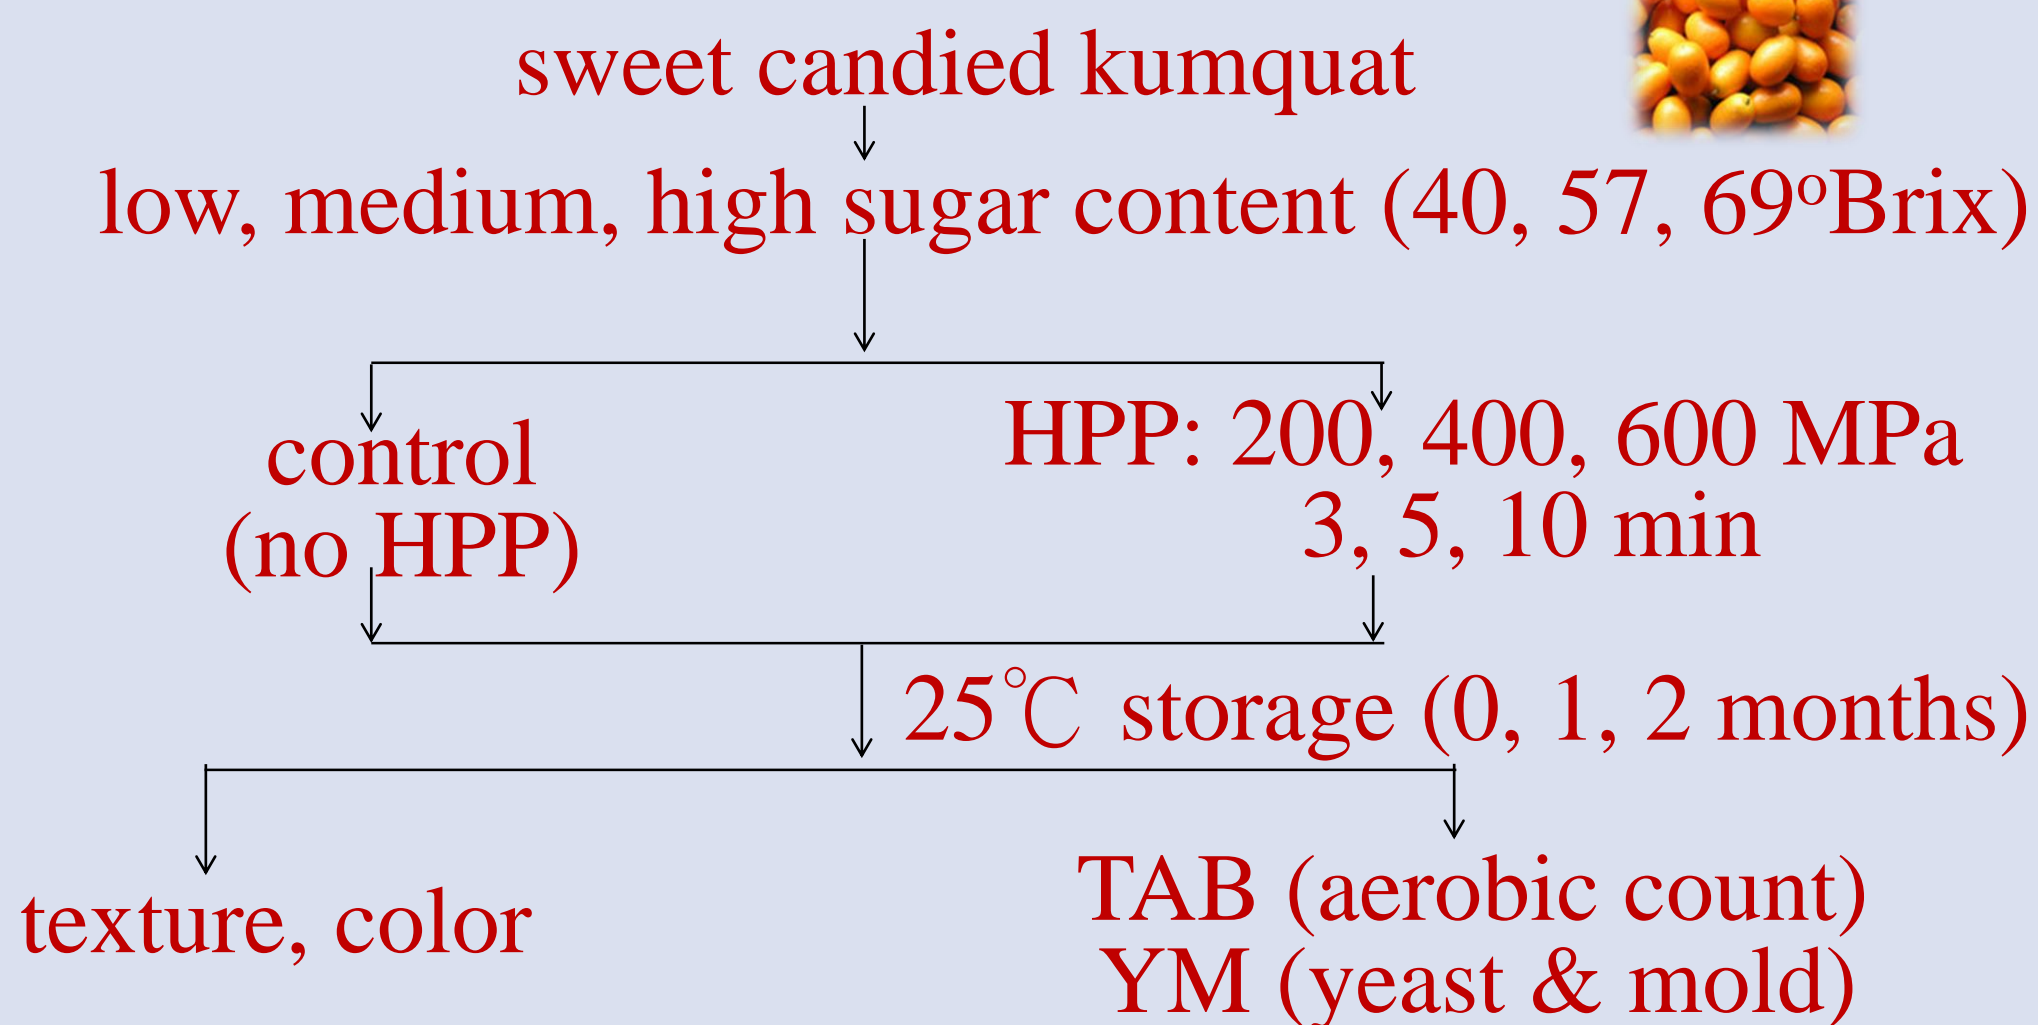 sweet candied kumquat
low, medium, high sugar content (40, 57, 69ºBrix)
control
(no HPP)
HPP: 200, 400, 600 MPa
3, 5, 10 min
25℃ storage (0, 1, 2 months)
texture, color
TAB (aerobic count)
YM (yeast & mold)